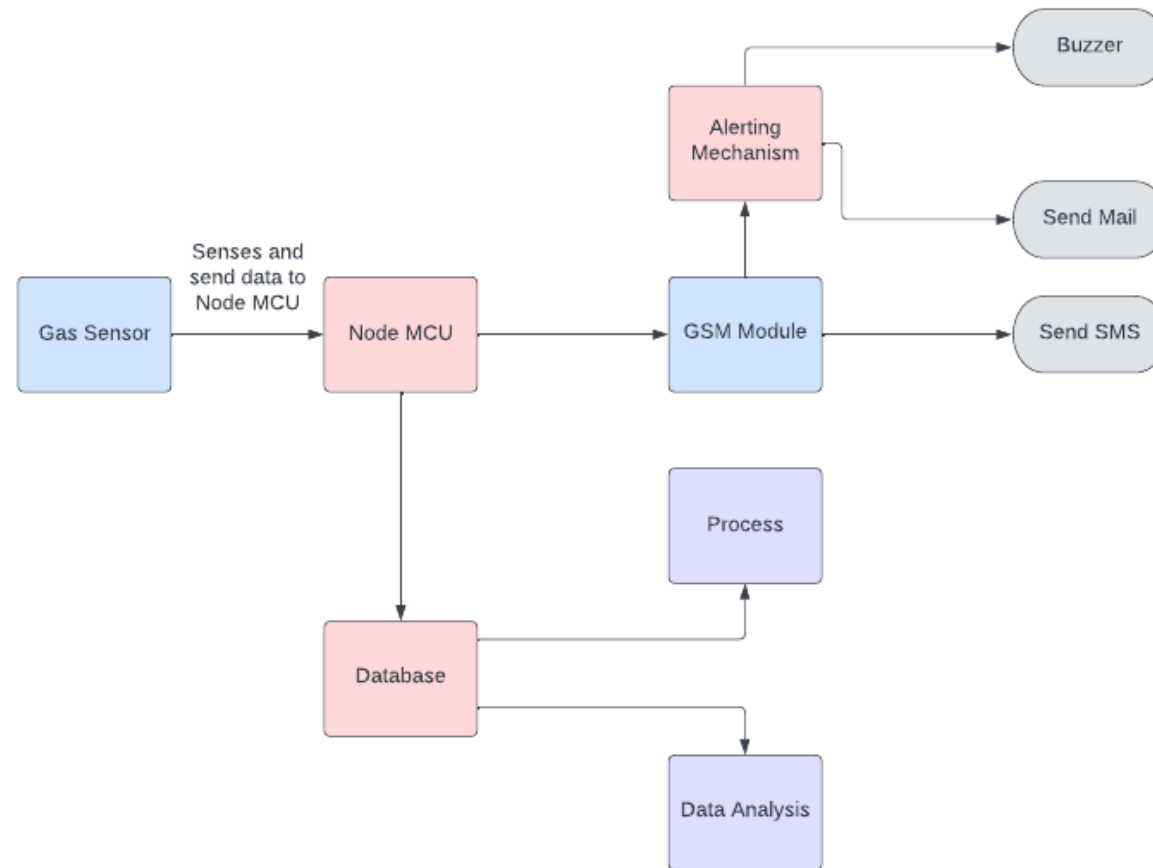 Buzzer
Alerting
Mechanism
Send Mail
Senses and
send data to
Node MCU
Gas Sensor
Node MCU
GSM Module
Send SMS
Process
Database
Data Analysis